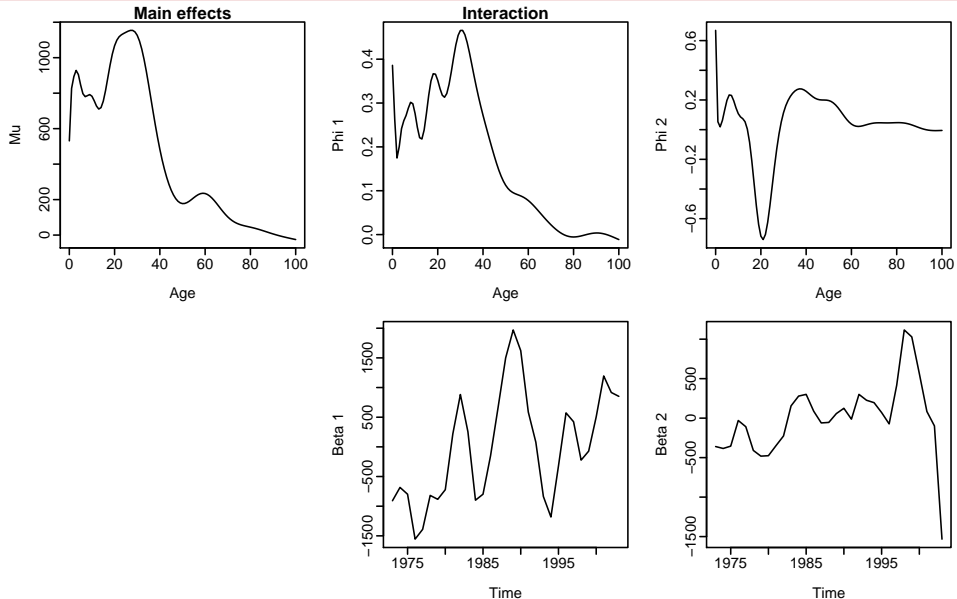 Main effects
Interaction
Mu
0 200 600 1000
0 20 40 60 80 100
Age
Phi 1
0.0 0.1 0.2 0.3 0.4
0 20 40 60 80 100
Age
Phi 2
−0.6 −0.2 0.2 0.6
0 20 40 60 80 100
Age
Beta 1
−1500 −500 500 1500
1975 1985 1995
Time
Beta 2
−1500 −500 0 500
1975 1985 1995
Time